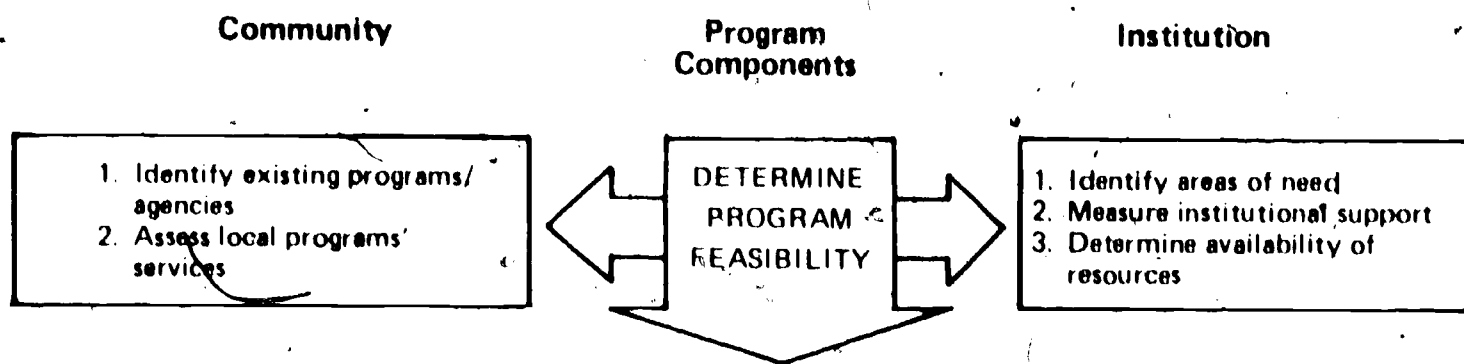 Community
Program
Components
Institution
1. Identify existing programs/
agencies
2. Assess local programs'
services
DETERMINE
PROGRAM
FEASIBILITY
1. Identify areas of need
2. Measure institutional support
3. Determine availability of
resources